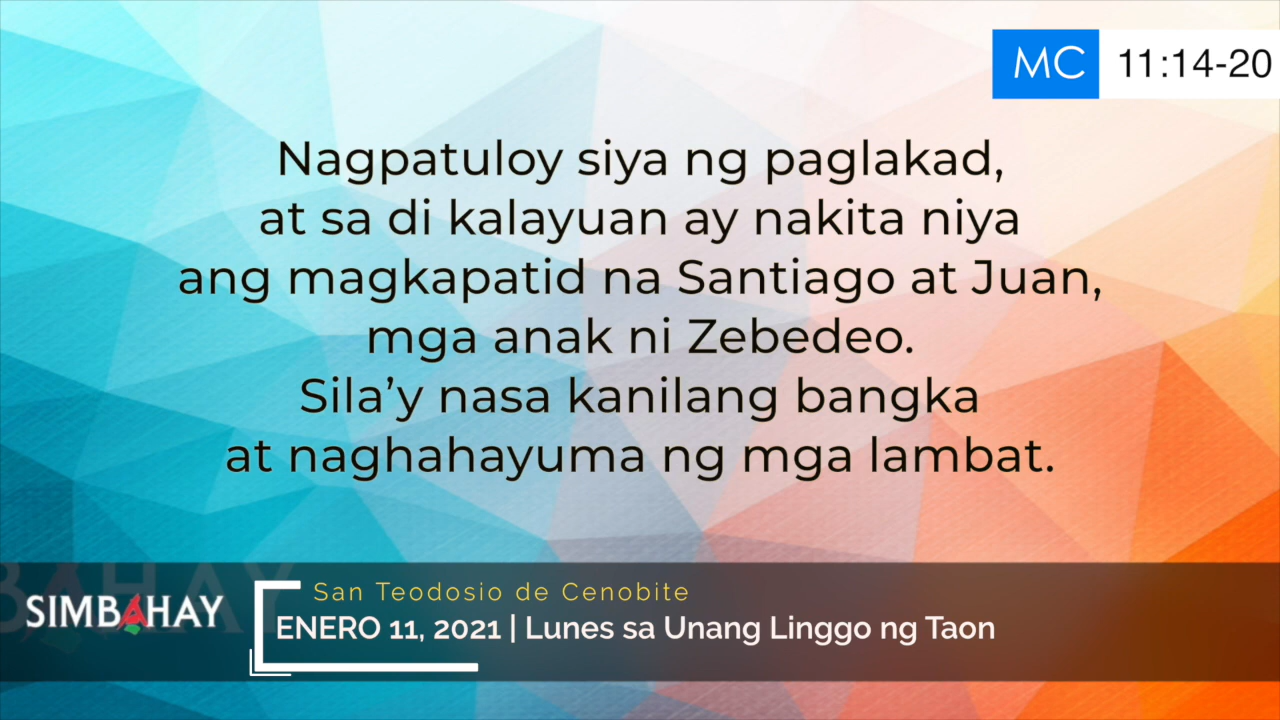 MC 11:14-20
Nagpatuloy siya ng paglakad,
at sa di kalayuan ay nakita niya
ang magkapatid na Santiago at Juan,
mga anak ni Zebedeo.
Sila’y nasa kanilang bangka
at naghahayuma ng mga lambat.
San Teodosio de Cenobite
SIMBAHAY
ENERO 11, 2021 | Lunes sa Unang Linggo ng Taon